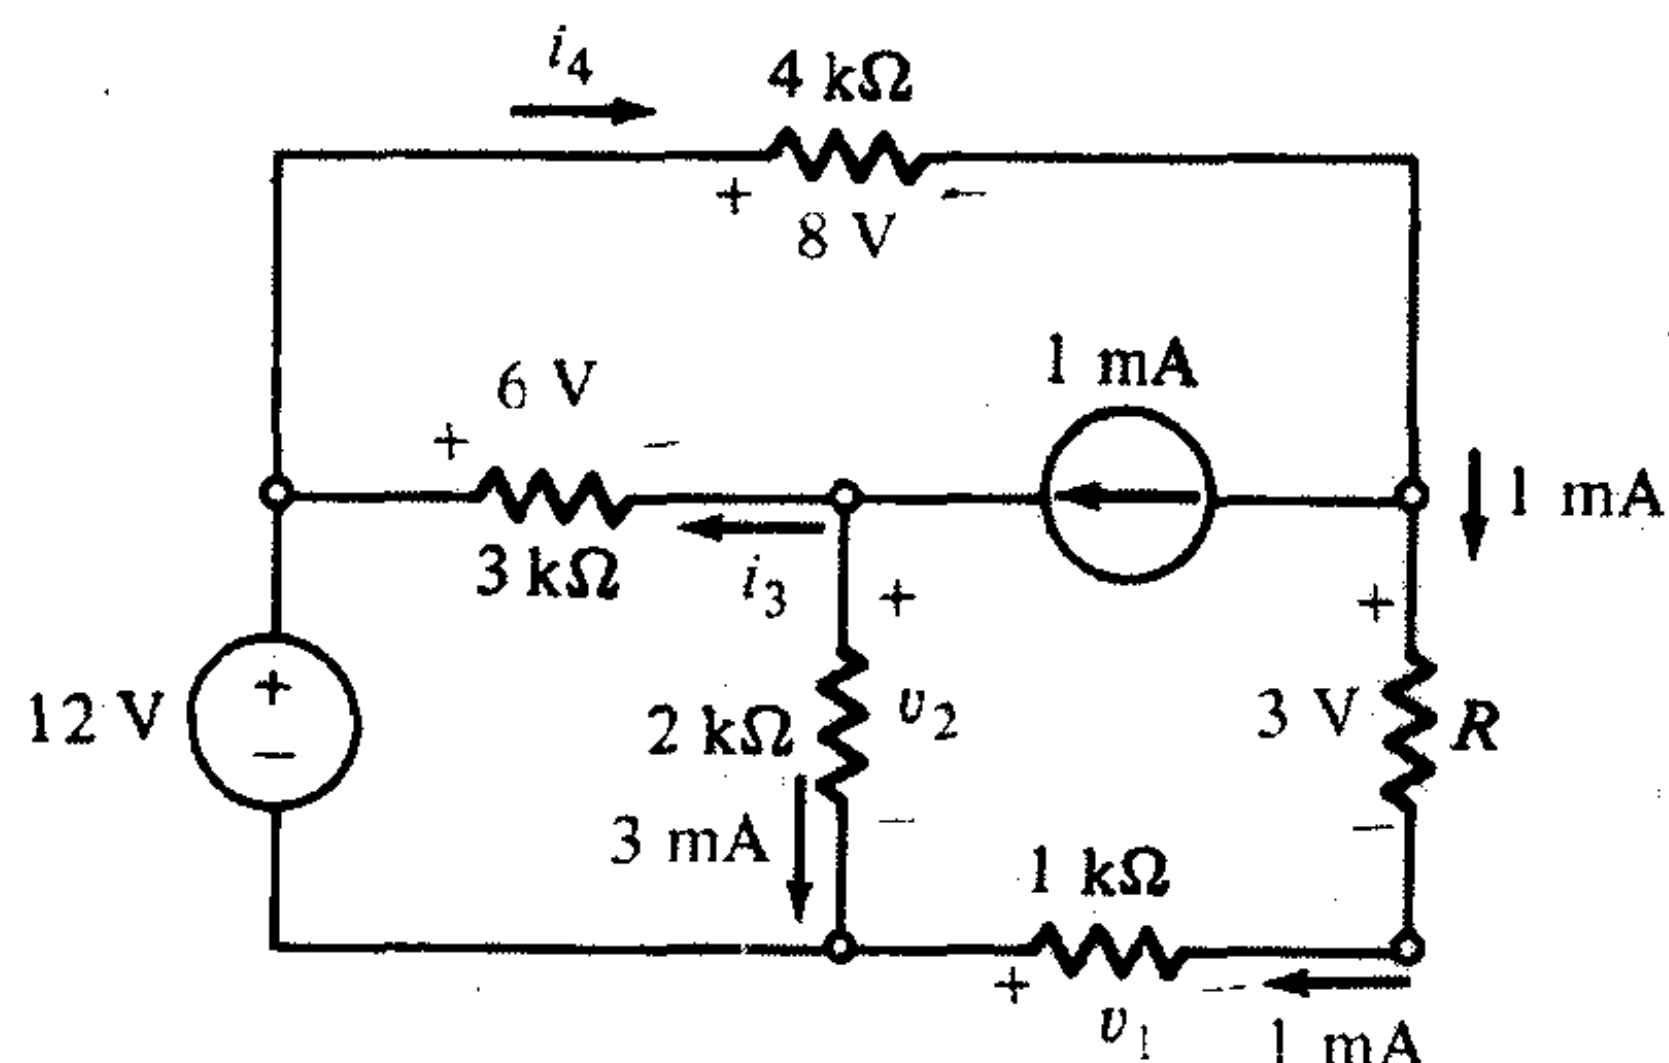 i4
4 kΩ
+ 8 V −
1 mA
6 V
+ −
1 mA
3 kΩ
i3
+
+
12 V
+
−
2 kΩ
v2
3 V
R
3 mA
−
−
1 kΩ
+ v1 −
1 mA